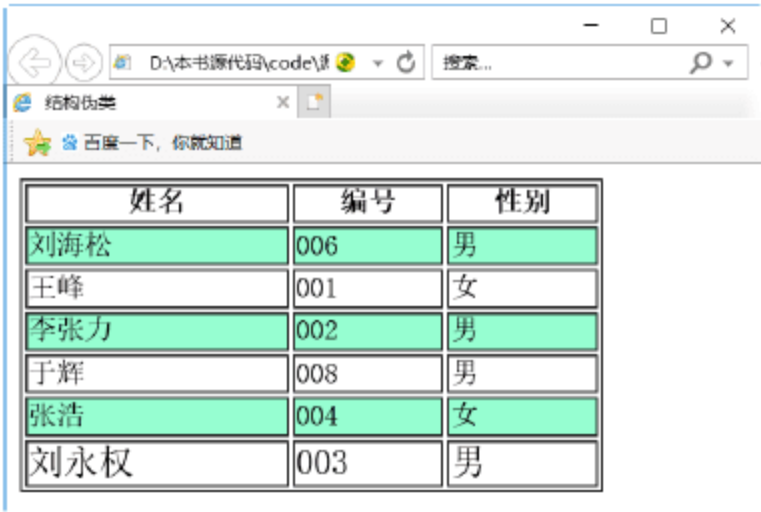 D:\本书源代码\code\
搜索...
结构伪类
百度一下，你就知道
姓名 编号 性别
刘海松 006 男
王峰 001 女
李张力 002 男
于辉 008 男
张浩 004 女
刘永权 003 男